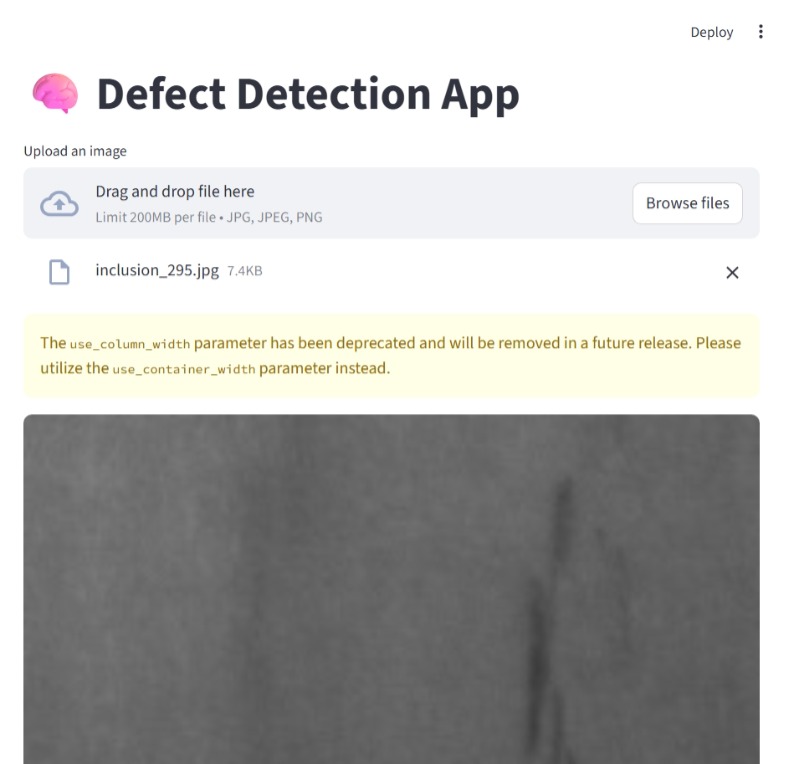 Deploy
Defect Detection App
Upload an image
Drag and drop file here
Limit 200MB per file • JPG, JPEG, PNG
Browse files
inclusion_295.jpg 7.4KB
The use_column_width parameter has been deprecated and will be removed in a future release. Please
utilize the use_container_width parameter instead.